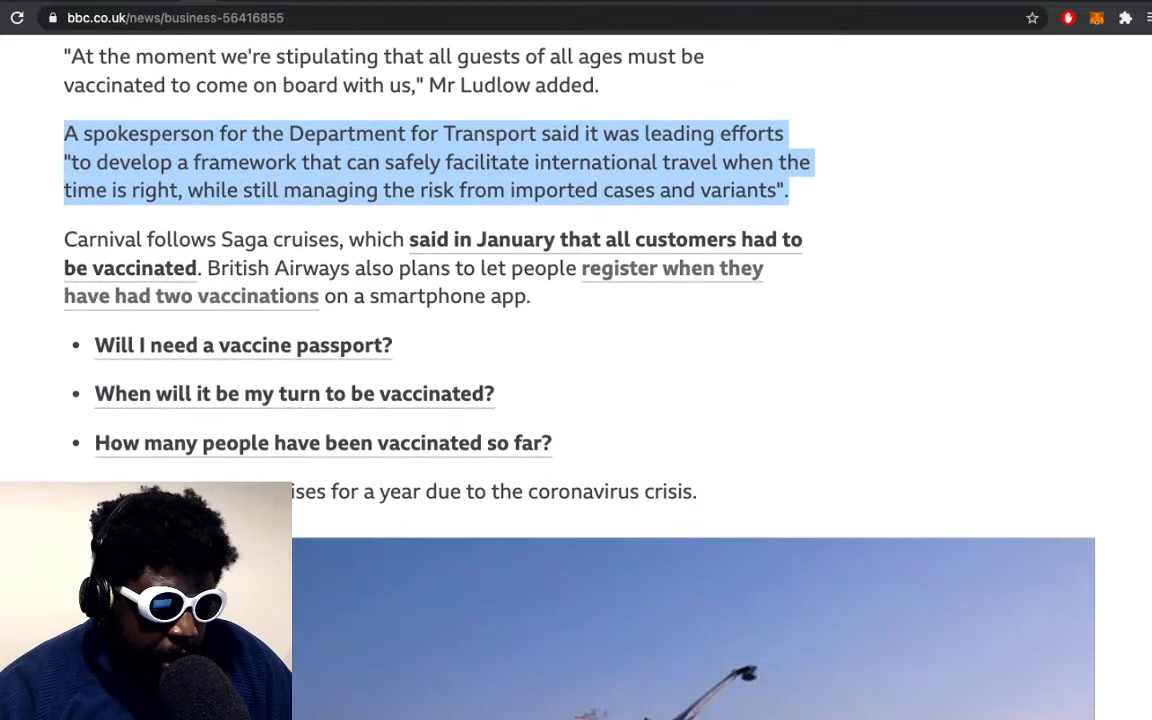 bbc.co.uk/news/business-56416855
"At the moment we're stipulating that all guests of all ages must be
vaccinated to come on board with us," Mr Ludlow added.
A spokesperson for the Department for Transport said it was leading efforts
"to develop a framework that can safely facilitate international travel when the
time is right, while still managing the risk from imported cases and variants".
Carnival follows Saga cruises, which said in January that all customers had to
be vaccinated. British Airways also plans to let people register when they
have had two vaccinations on a smartphone app.
• Will I need a vaccine passport?
• When will it be my turn to be vaccinated?
• How many people have been vaccinated so far?
ises for a year due to the coronavirus crisis.